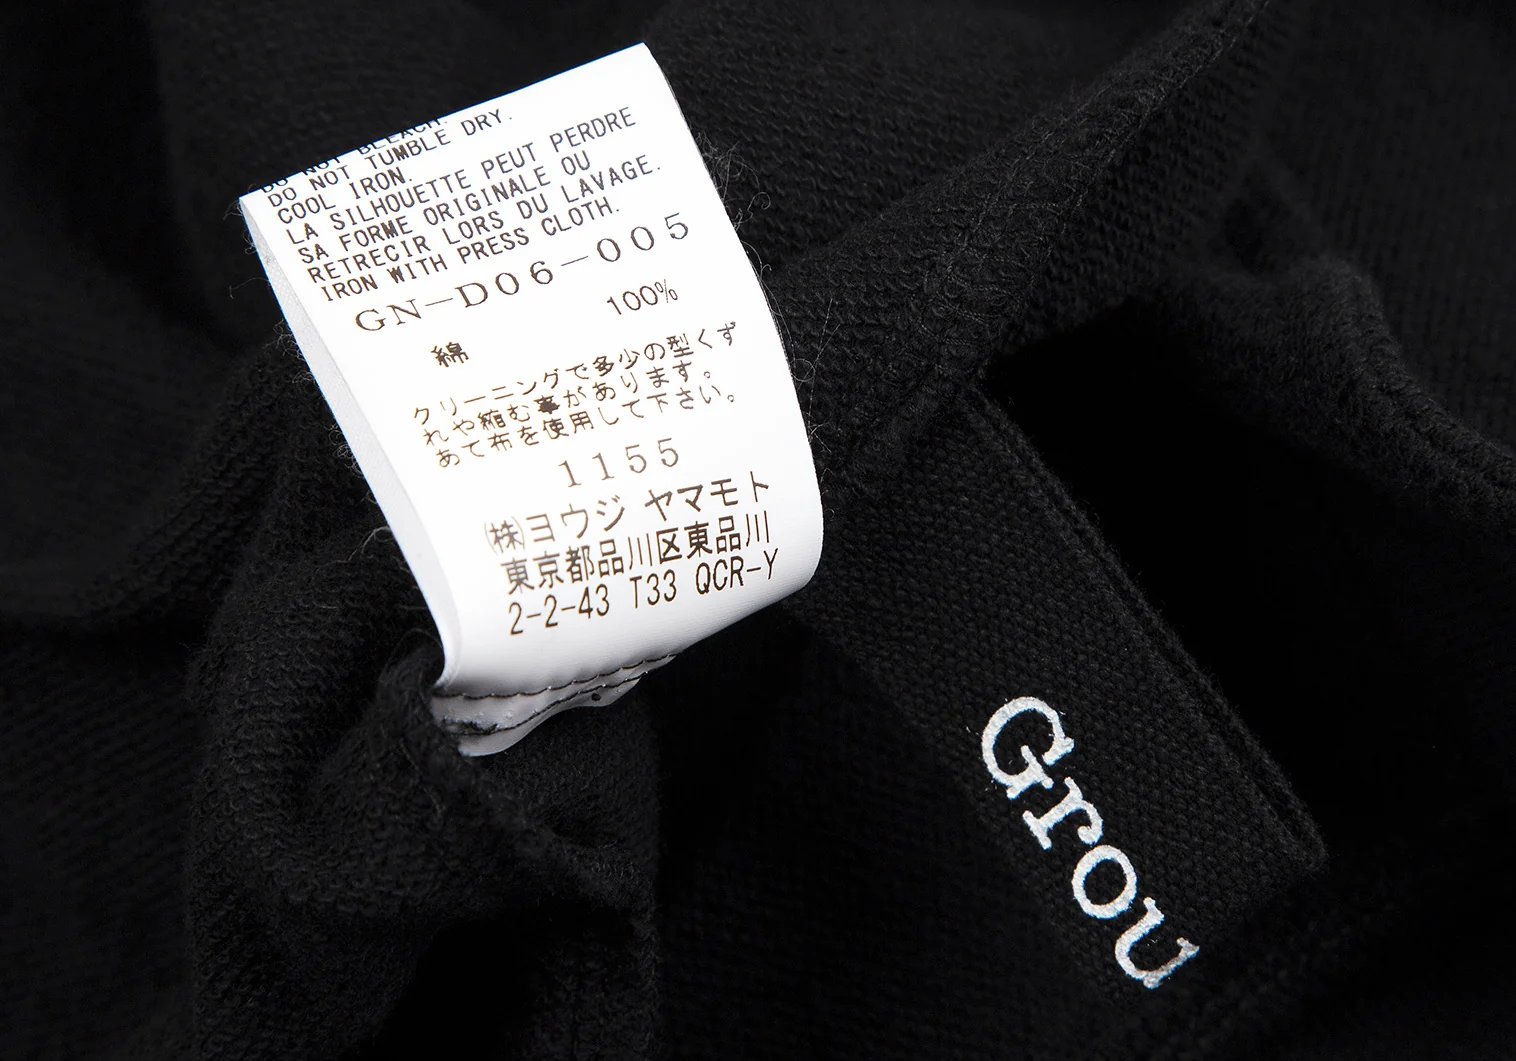 DO NOT BLEACH.
DO NOT TUMBLE DRY.
COOL IRON.
LA SILHOUETTE PEUT PERDRE
SA FORME ORIGINALE OU
RETRECIR LORS DU LAVAGE.
IRON WITH PRESS CLOTH.
GN-D06-005
綿 100%
クリーニングで多少の型くず
れや縮む事があります。
あて布を使用して下さい。
1155
㈱ヨウジ ヤマモト
東京都品川区東品川
2-2-43 T33 QCR-Y
Grou